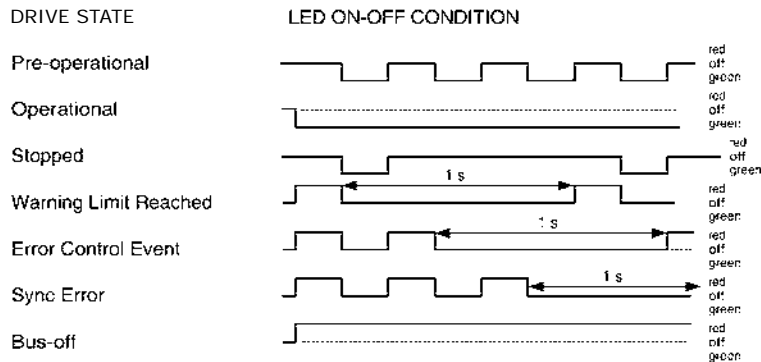 DRIVE STATE LED ON-OFF CONDITION
Pre-operational
red
off
green
Operational
red
off
green
Stopped
red
off
green
1 s
Warning Limit Reached
red
off
green
1 s
Error Control Event
red
off
green
1 s
Sync Error
red
off
green
Bus-off
red
off
green